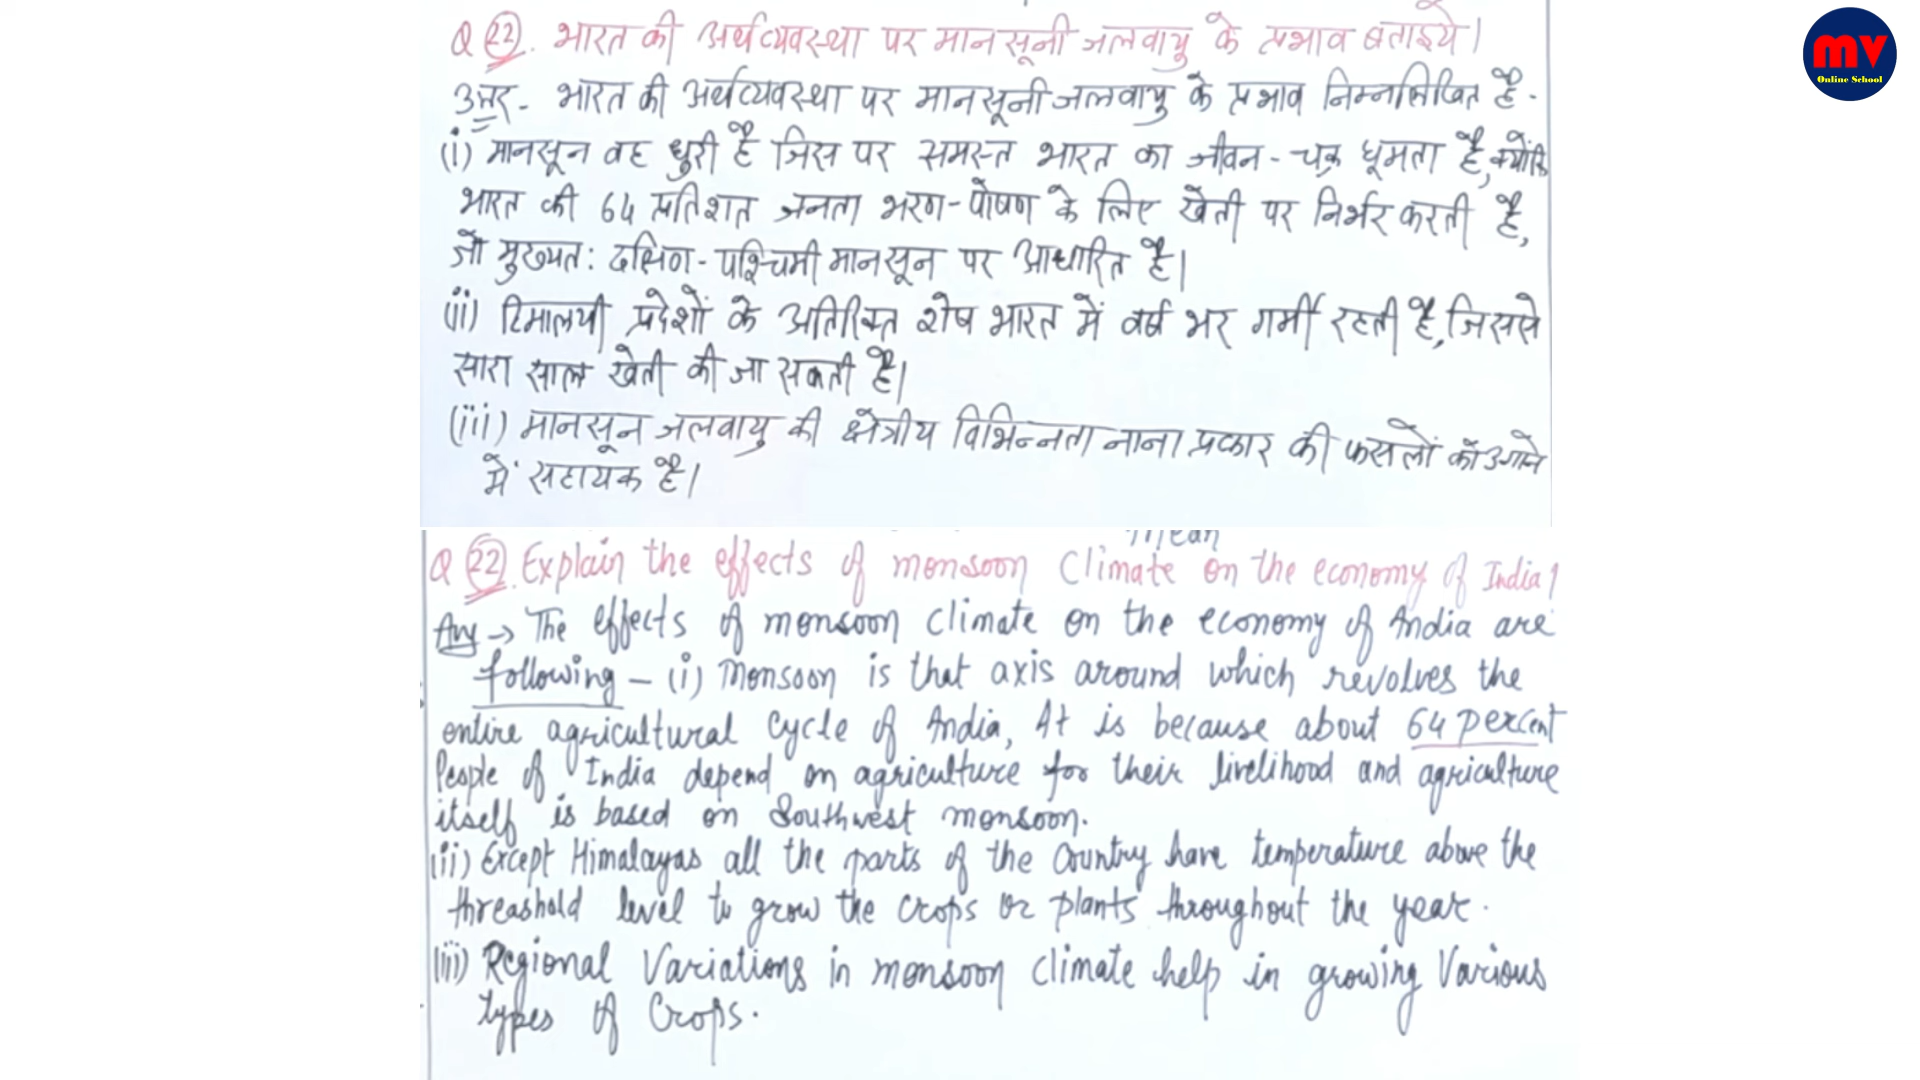 Q 22. भारत की अर्थव्यवस्था पर मानसूनी जलवायु के प्रभाव बताइये।
उत्तर- भारत की अर्थव्यवस्था पर मानसूनी जलवायु के प्रभाव निम्नलिखित है -
(i) मानसून वह धुरी है जिस पर समस्त भारत का जीवन-चक्र घूमता है, क्योंकि
भारत की 64 प्रतिशत जनता भरण-पोषण के लिए खेती पर निर्भर करती है,
जो मुख्यत: दक्षिण-पश्चिमी मानसून पर आधारित है।
(ii) हिमालयी प्रदेशों के अतिरिक्त शेष भारत में वर्ष भर गर्मी रहती है, जिससे
सारा साल खेती की जा सकती है।
(iii) मानसून जलवायु की क्षेत्रीय विभिन्नता नाना प्रकार की फसलों को उगाने
में सहायक है।
MV
Online School
mean
Q 22. Explain the effects of monsoon Climate on the economy of India?
Ans → The effects of monsoon climate on the economy of India are
following - (i) Monsoon is that axis around which revolves the
entire agricultural cycle of India, It is because about 64 percent
People of India depend on agriculture for their livelihood and agriculture
itself is based on Southwest monsoon.
(ii) Except Himalayas all the parts of the Country have temperature above the
threashold level to grow the crops or plants throughout the year.
(iii) Regional Variations in monsoon climate help in growing Various
types of Crops.